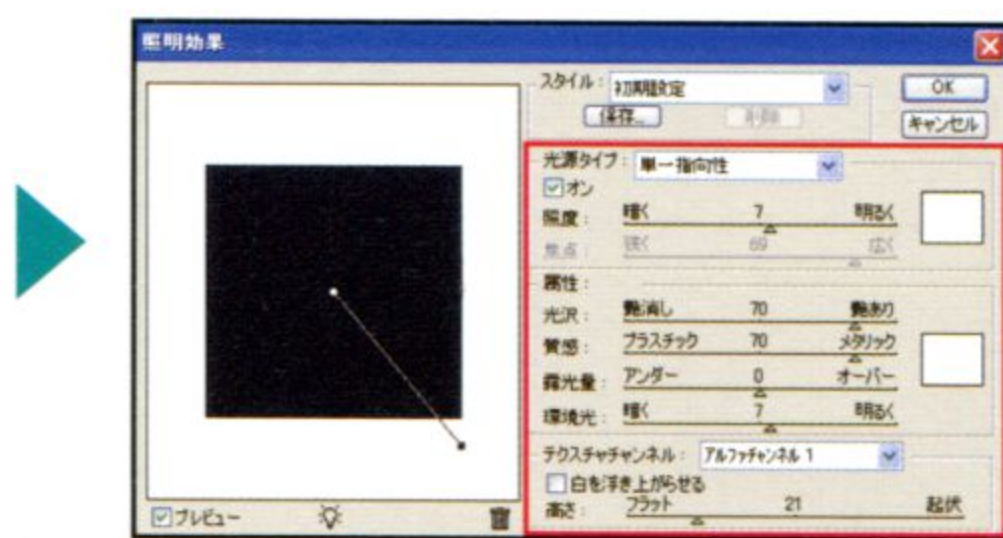 照明効果
スタイル： 初期設定
OK
保存... 削除
キャンセル
光源タイプ： 単一指向性
オン
照度： 暗く 7 明るく
焦点： 狭く 69 広く
属性：
光沢： 艶消し 70 艶あり
質感： プラスチック 70 メタリック
露光量： アンダー 0 オーバー
環境光： 暗く 7 明るく
テクスチャチャンネル： アルファチャンネル 1
白を浮き上がらせる
高さ： フラット 21 起伏
プレビュー